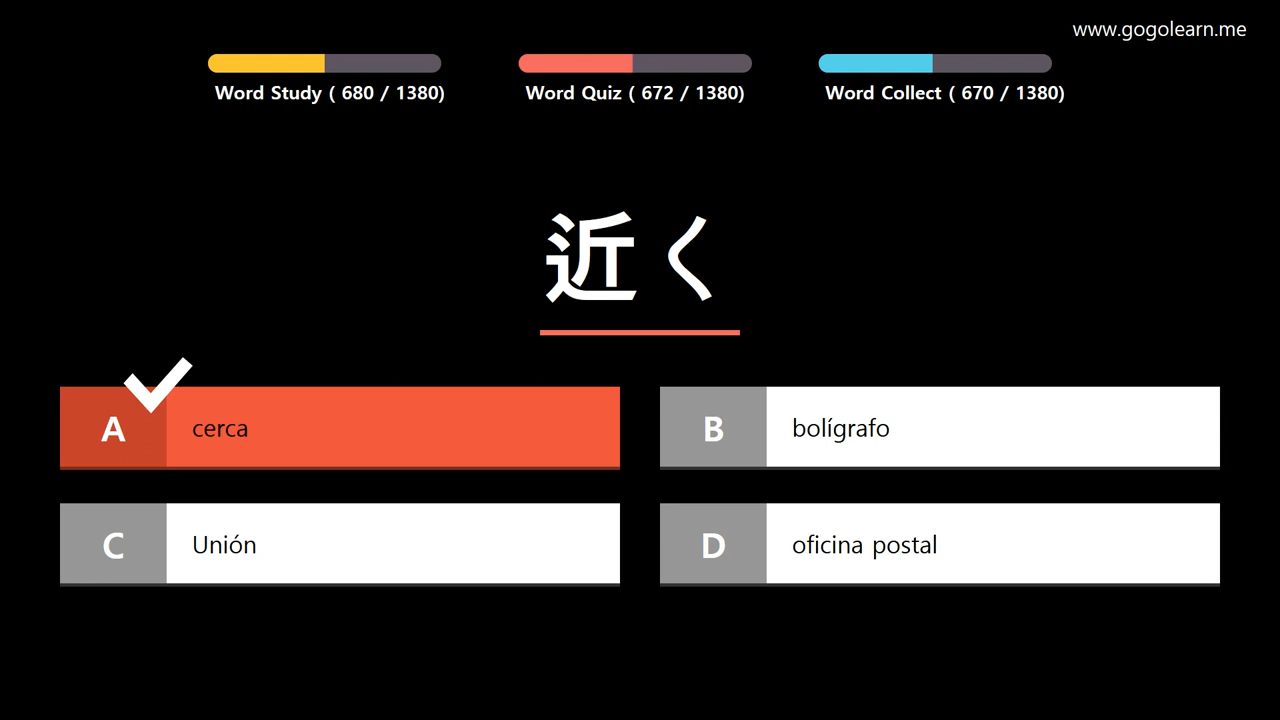 www.gogolearn.me
Word Study ( 680 / 1380)
Word Quiz ( 672 / 1380)
Word Collect ( 670 / 1380)
近く
A cerca
B bolígrafo
C Unión
D oficina postal